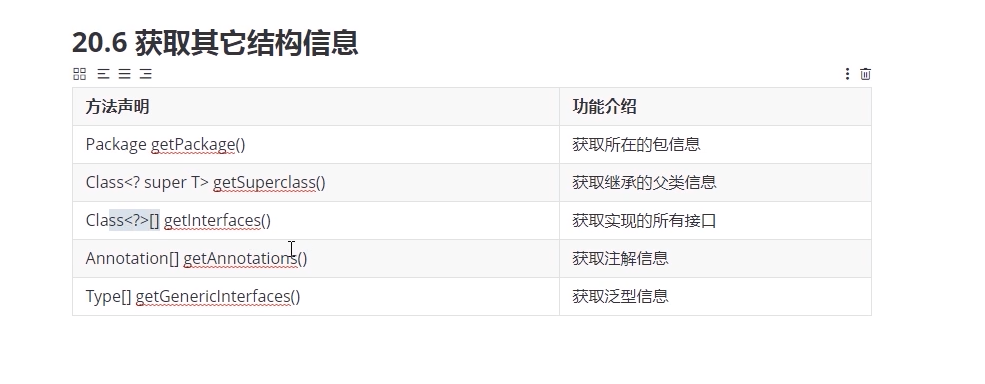 20.6 获取其它结构信息
方法声明 功能介绍
Package getPackage() 获取所在的包信息
Class<? super T> getSuperclass() 获取继承的父类信息
Class<?>[] getInterfaces() 获取实现的所有接口
Annotation[] getAnnotations() 获取注解信息
Type[] getGenericInterfaces() 获取泛型信息